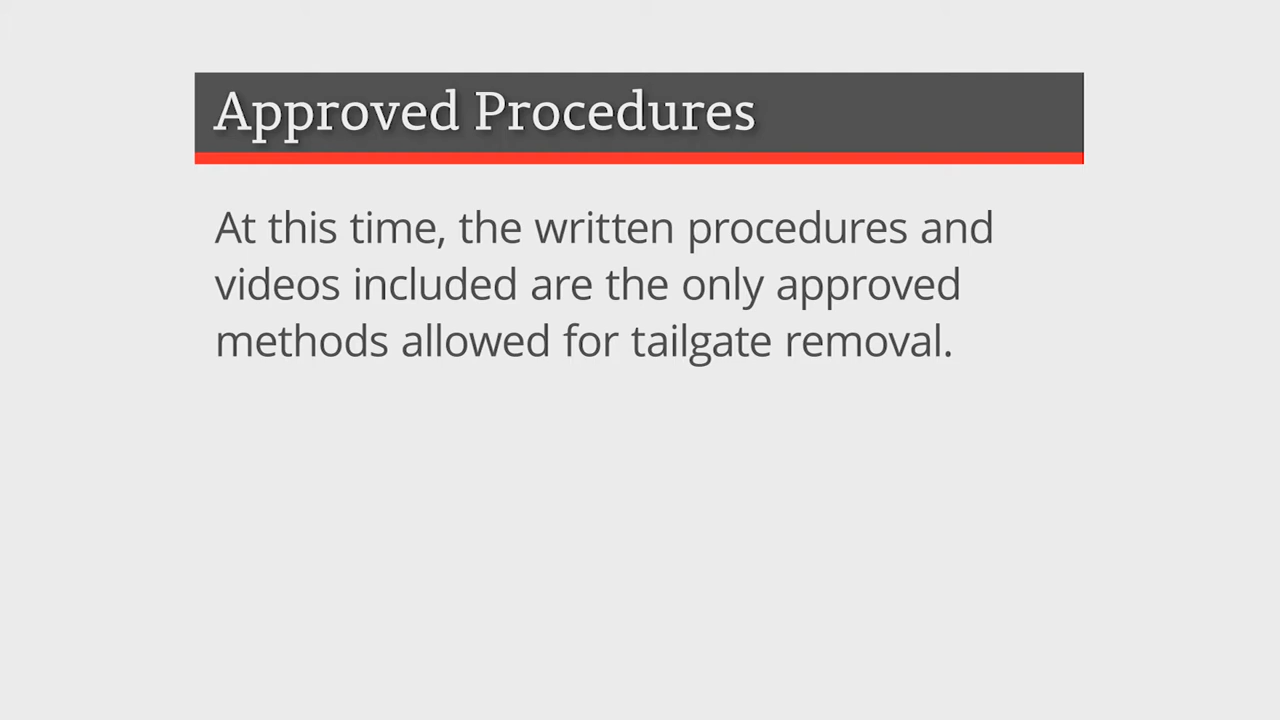 Approved Procedures
At this time, the written procedures and
videos included are the only approved
methods allowed for tailgate removal.